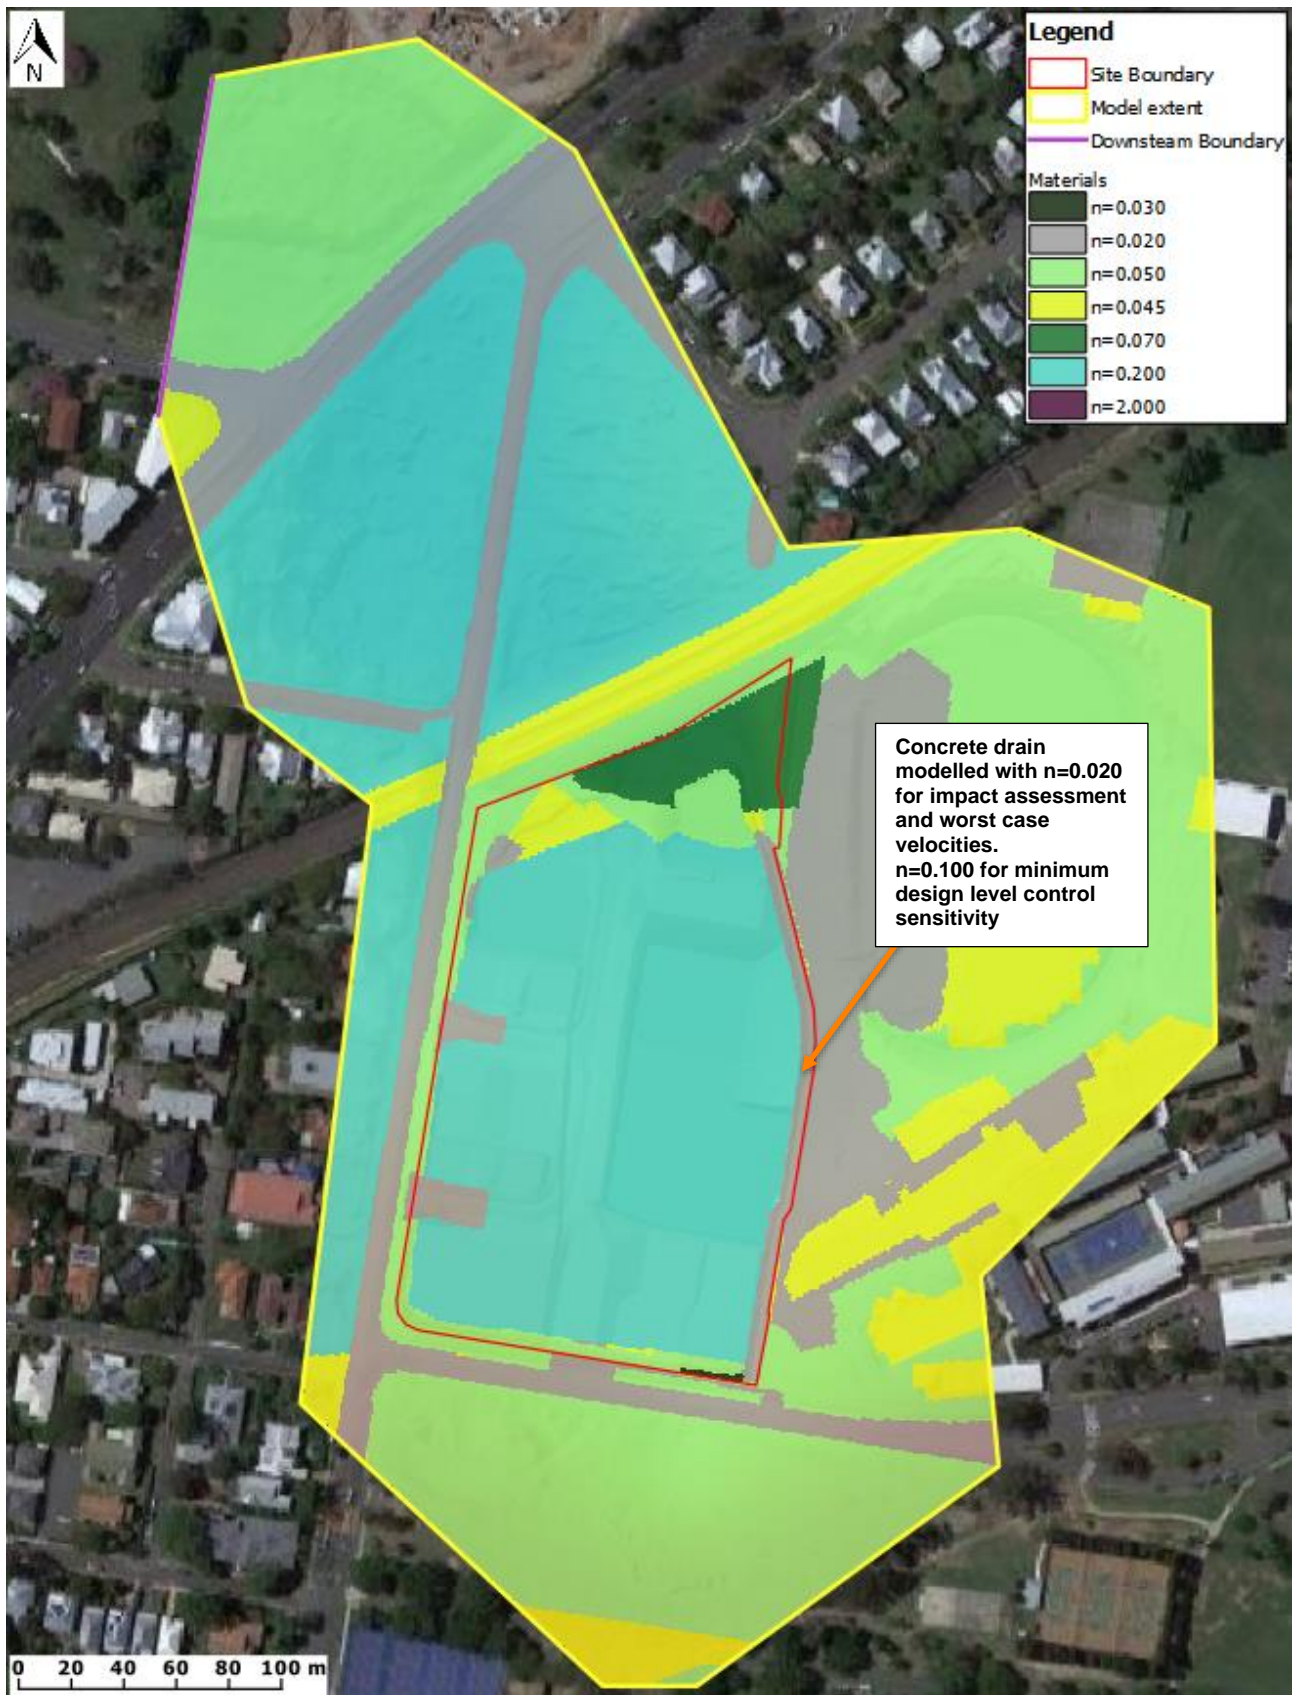 N
Legend
Site Boundary
Model extent
Downsteam Boundary
Materials
n=0.030
n=0.020
n=0.050
n=0.045
n=0.070
n=0.200
n=2.000
Concrete drain
modelled with n=0.020
for impact assessment
and worst case
velocities.
n=0.100 for minimum
design level control
sensitivity
0 20 40 60 80 100 m